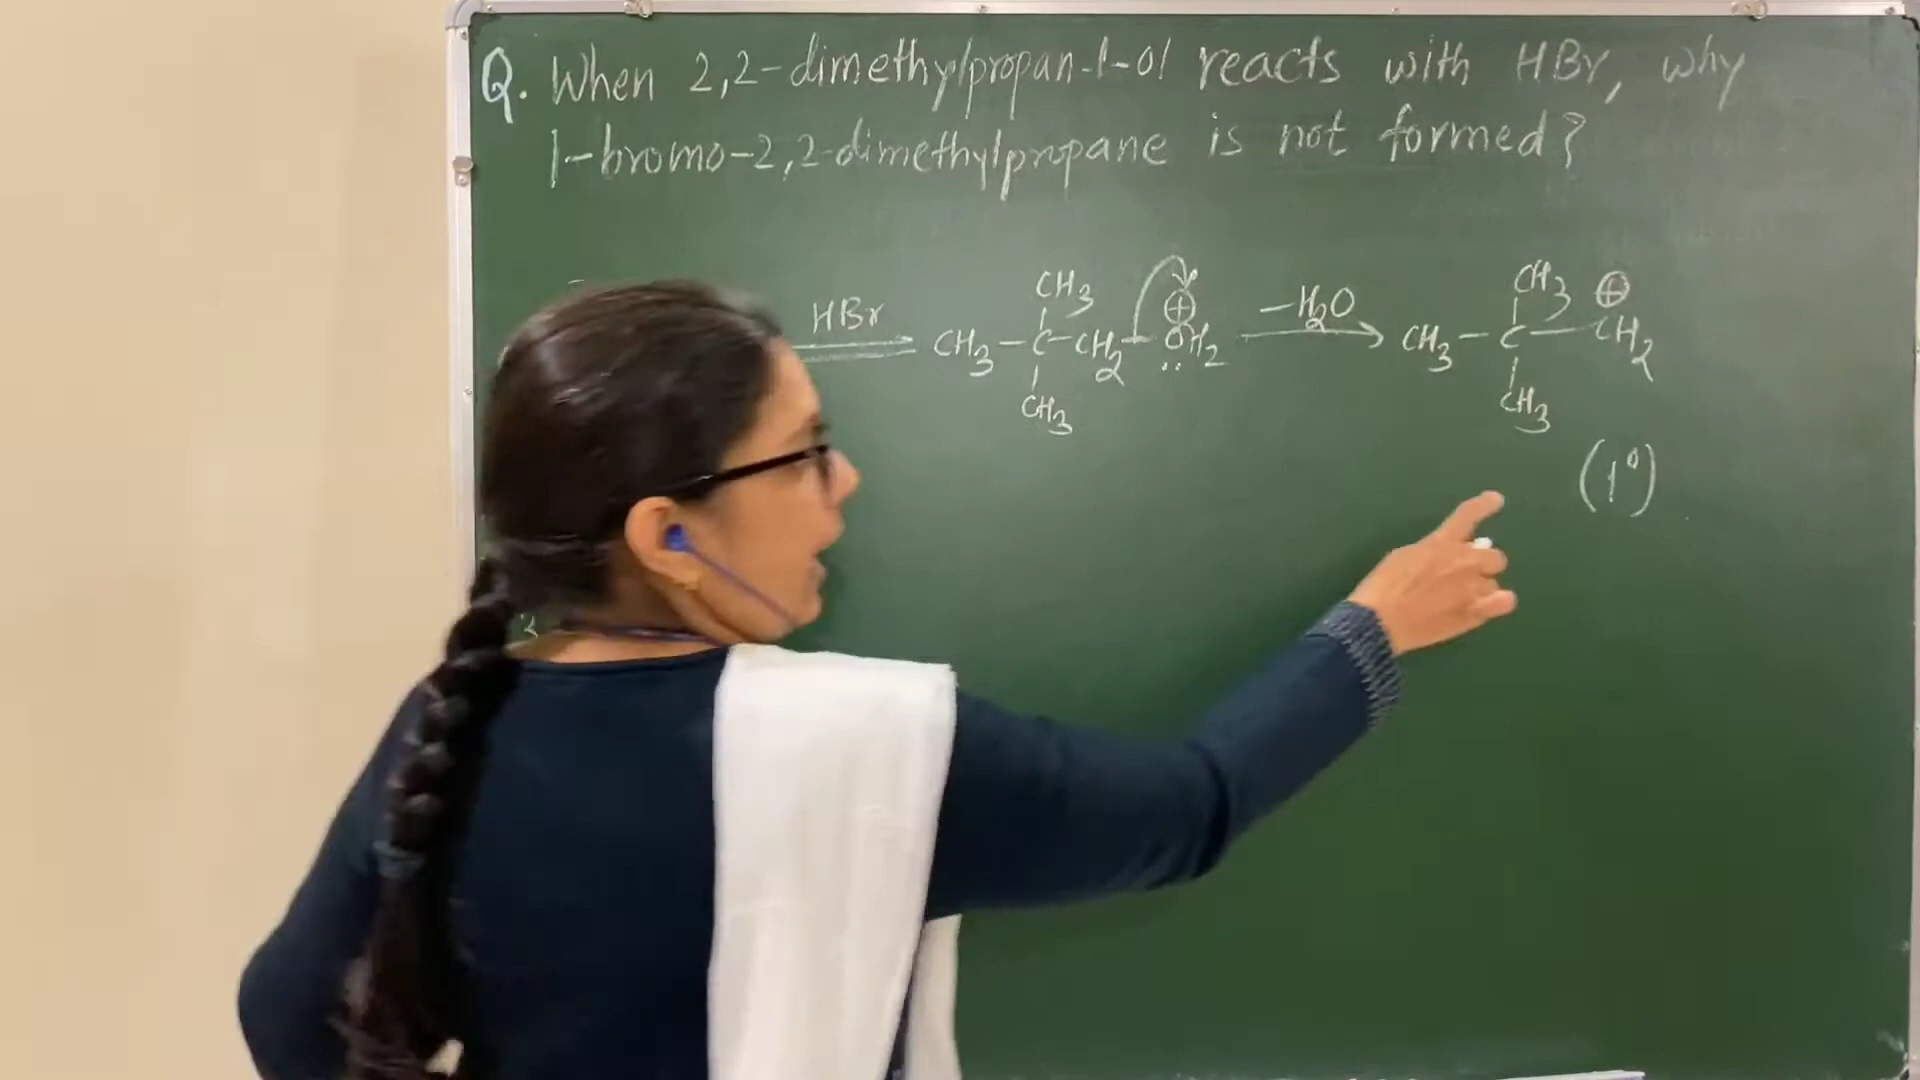 Q. When 2,2-dimethylpropan-1-ol reacts with HBr, why
1-bromo-2,2-dimethylpropane is not formed?
CH3 CH3 ⊕
HBr ⊕ -H2O
CH3-C-CH2-ÖH2 CH3-C-CH2
CH3 CH3
(1°)